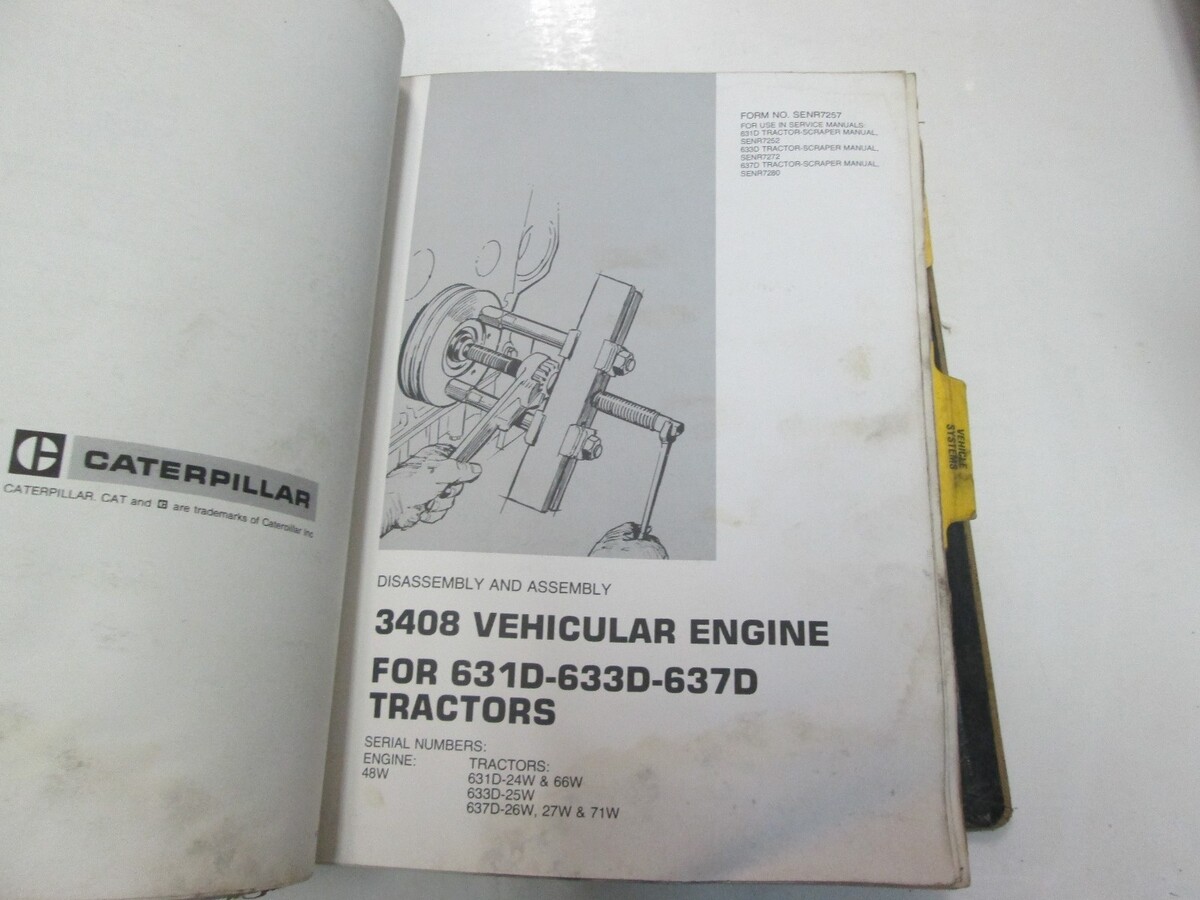 CATERPILLAR
CATERPILLAR. CAT and C are trademarks of Caterpillar Inc
FORM NO. SENR7257
FOR USE IN SERVICE MANUALS:
631D TRACTOR-SCRAPER MANUAL,
SENR7252
633D TRACTOR-SCRAPER MANUAL,
SENR7272
637D TRACTOR-SCRAPER MANUAL,
SENR7280
DISASSEMBLY AND ASSEMBLY
3408 VEHICULAR ENGINE
FOR 631D-633D-637D
TRACTORS
SERIAL NUMBERS:
ENGINE:
48W
TRACTORS:
631D-24W & 66W
633D-25W
637D-26W, 27W & 71W
VEHICLE
SYSTEMS